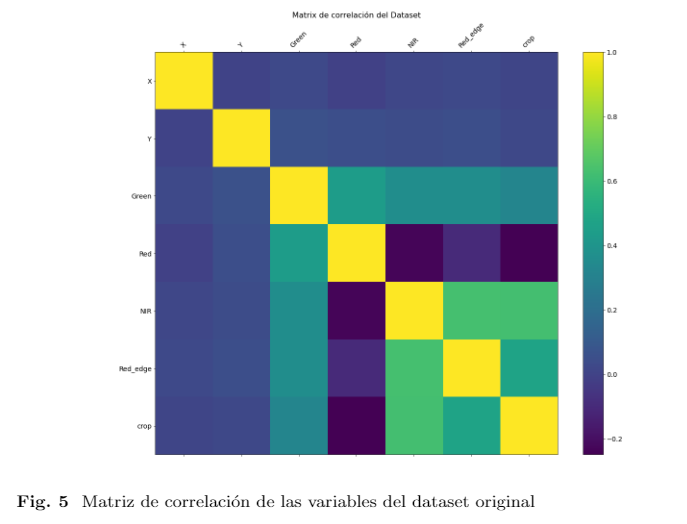 Matrix de correlación del Dataset
X Y Green Red NIR Red_edge crop
1.0
X
0.8
Y
0.6
Green
0.4
Red
0.2
NIR
0.0
Red_edge
crop
−0.2
Fig. 5 Matriz de correlación de las variables del dataset original